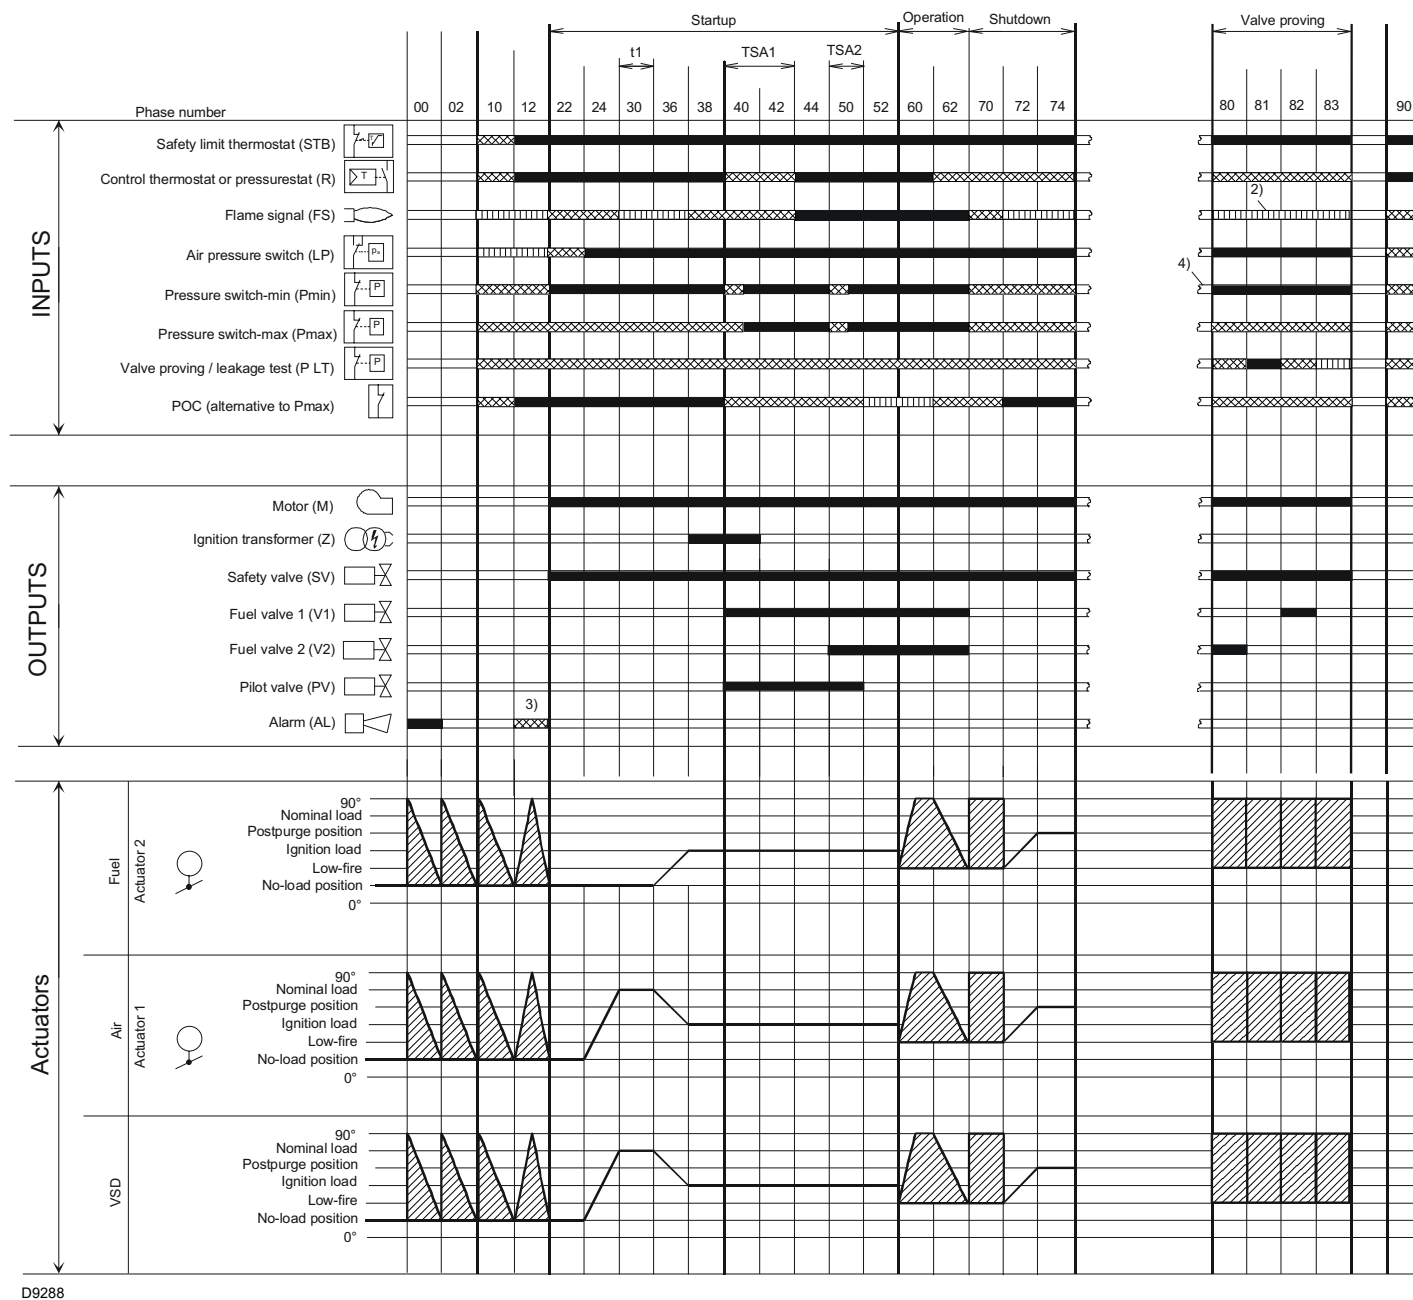 Startup Operation Shutdown Valve proving
t1 TSA1 TSA2
Phase number 00 02 10 12 22 24 30 36 38 40 42 44 50 52 60 62 70 72 74 80 81 82 83 90
INPUTS
Safety limit thermostat (STB)
Control thermostat or pressurestat (R) T
2)
Flame signal (FS)
Air pressure switch (LP) Pa
4)
Pressure switch-min (Pmin) P
Pressure switch-max (Pmax) P
Valve proving / leakage test (P LT) P
POC (alternative to Pmax)
OUTPUTS
Motor (M)
Ignition transformer (Z)
Safety valve (SV)
Fuel valve 1 (V1)
Fuel valve 2 (V2)
Pilot valve (PV)
3)
Alarm (AL)
Actuators
Fuel
Actuator 2
90°
Nominal load
Postpurge position
Ignition load
Low-fire
No-load position
0°
Air
Actuator 1
90°
Nominal load
Postpurge position
Ignition load
Low-fire
No-load position
0°
VSD
90°
Nominal load
Postpurge position
Ignition load
Low-fire
No-load position
0°
D9288